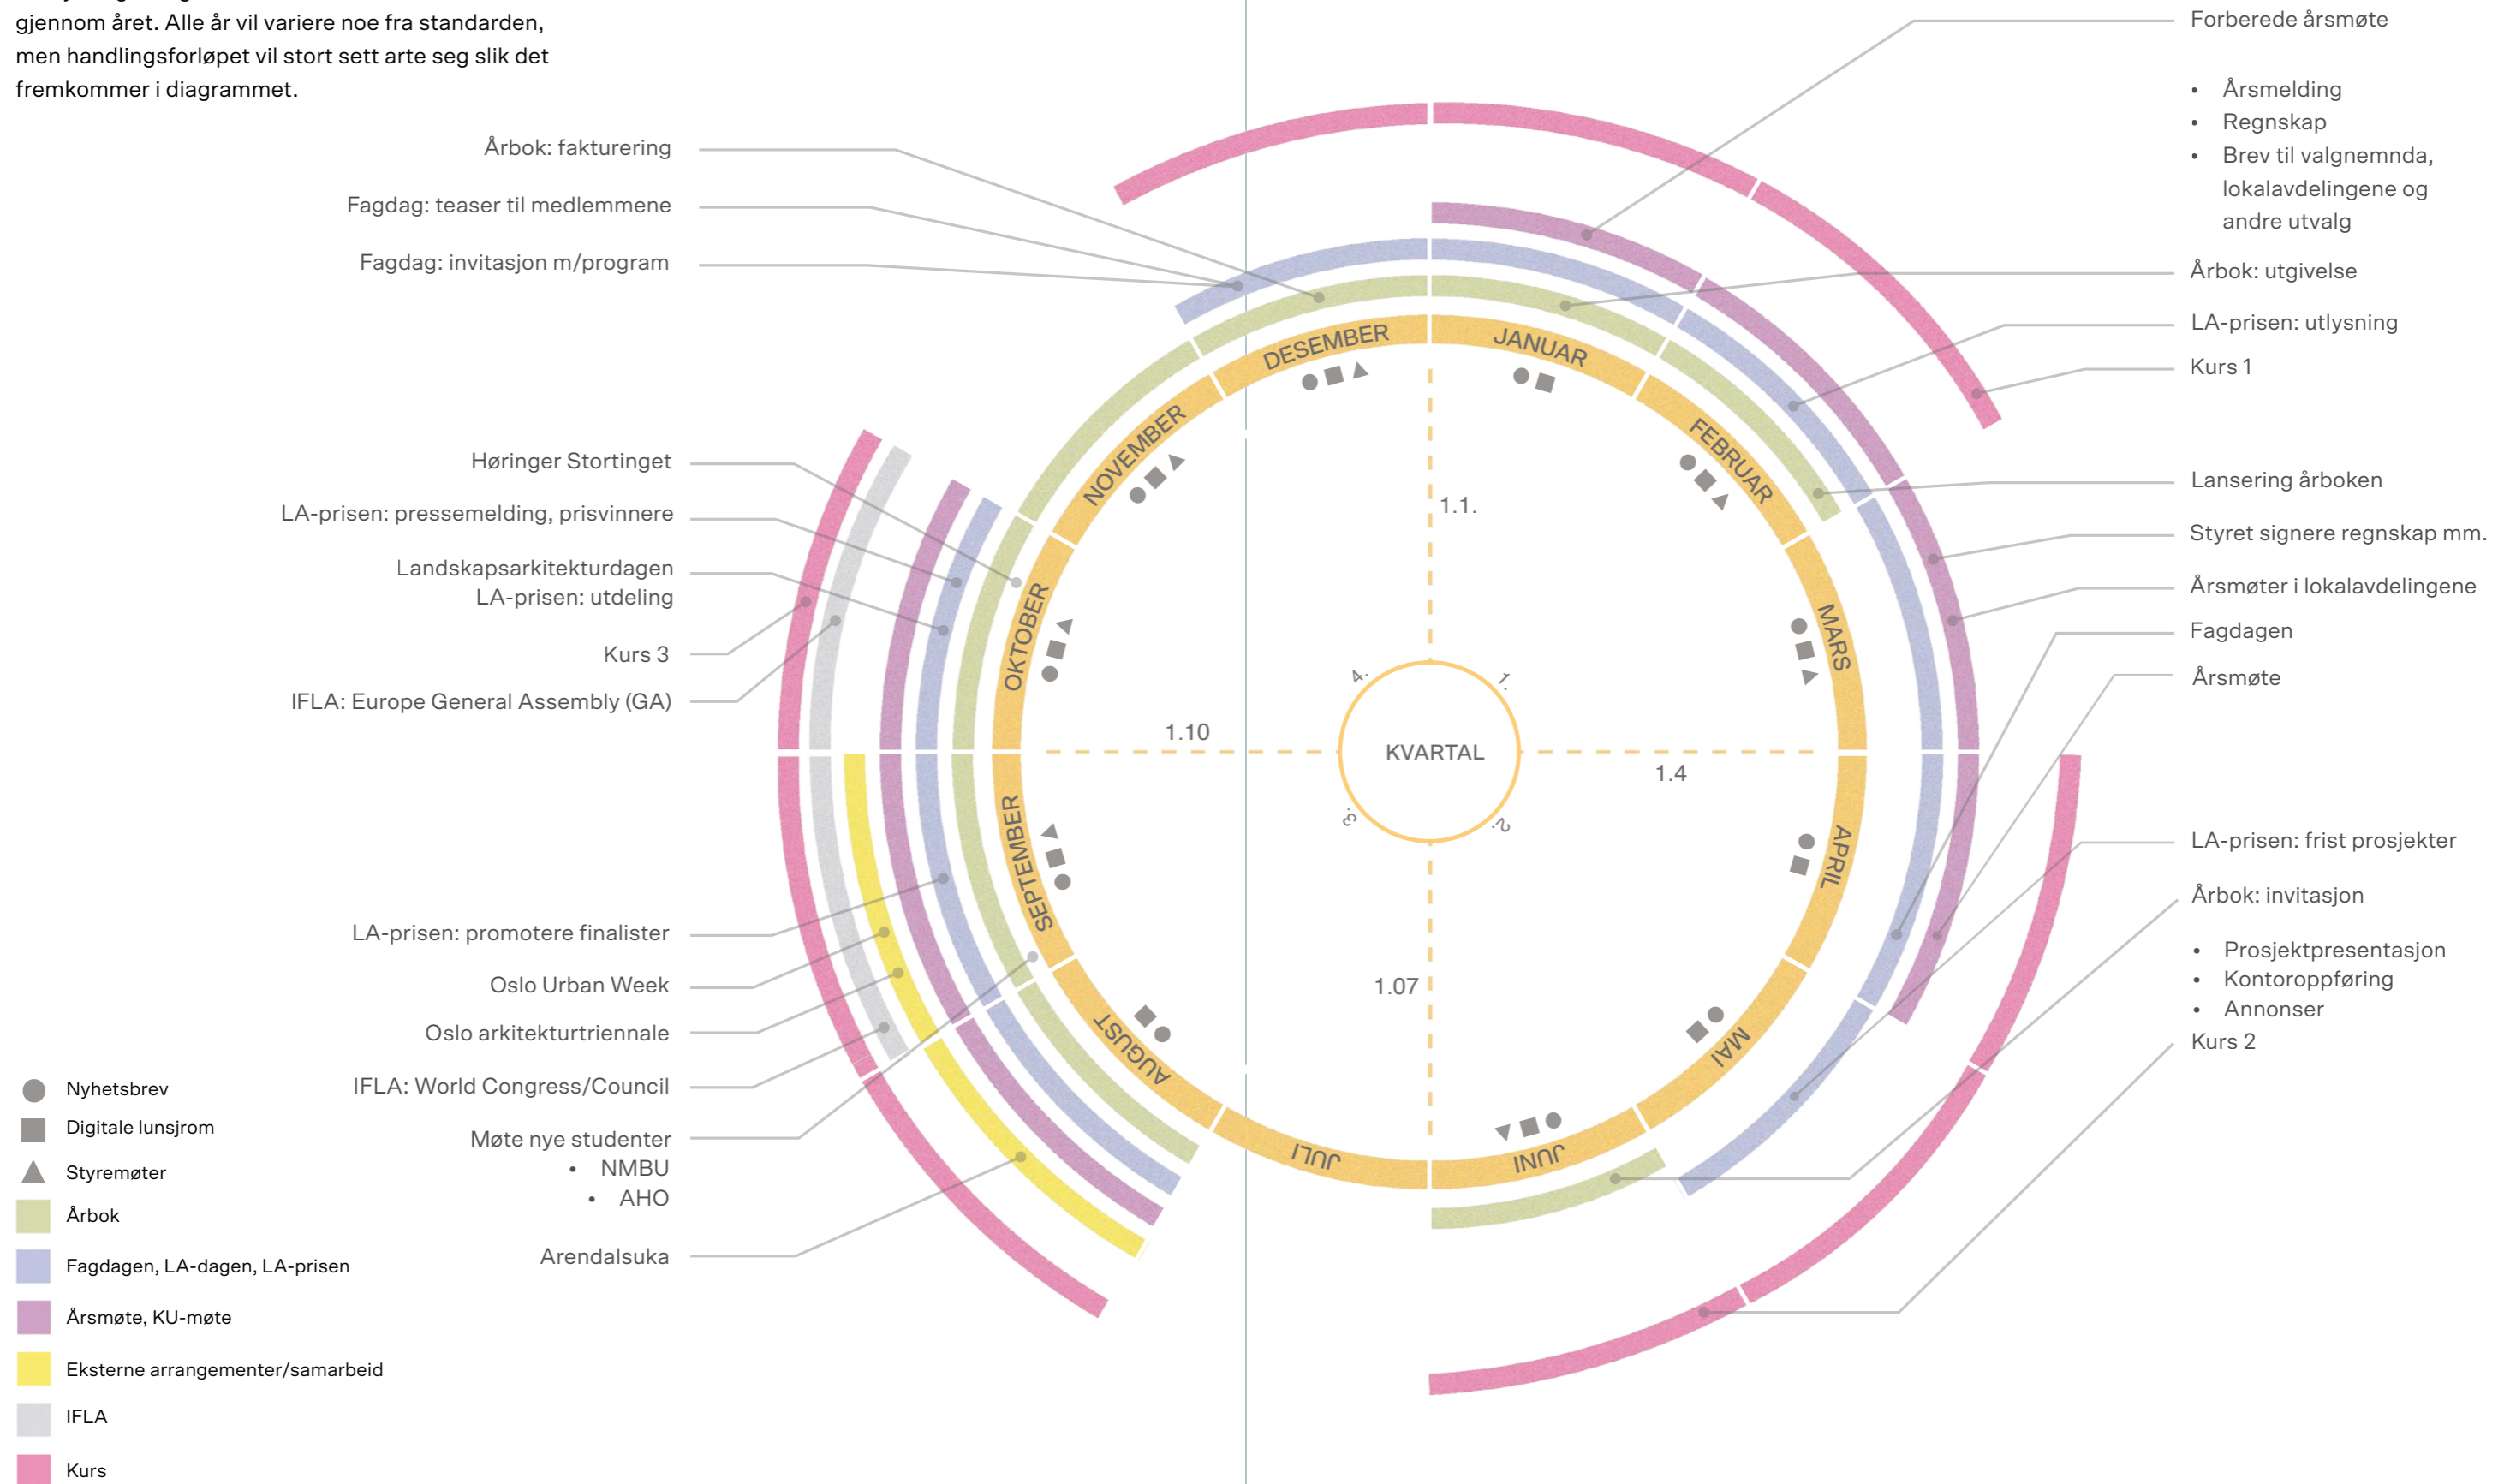 gjennom året. Alle år vil variere noe fra standarden,
men handlingsforløpet vil stort sett arte seg slik det
fremkommer i diagrammet.
Årbok: fakturering
Fagdag: teaser til medlemmene
Fagdag: invitasjon m/program
Høringer Stortinget
LA-prisen: pressemelding, prisvinnere
Landskapsarkitekturdagen
LA-prisen: utdeling
Kurs 3
IFLA: Europe General Assembly (GA)
LA-prisen: promotere finalister
Oslo Urban Week
Oslo arkitekturtriennale
IFLA: World Congress/Council
Møte nye studenter
• NMBU
• AHO
Arendalsuka
Nyhetsbrev
Digitale lunsjrom
Styremøter
Årbok
Fagdagen, LA-dagen, LA-prisen
Årsmøte, KU-møte
Eksterne arrangementer/samarbeid
IFLA
Kurs
JANUAR
FEBRUAR
MARS
APRIL
MAI
JUNI
JULI
AUGUST
SEPTEMBER
OKTOBER
NOVEMBER
DESEMBER
1.1.
1.4
1.07
1.10
KVARTAL
1.
2.
3.
4.
Forberede årsmøte
• Årsmelding
• Regnskap
• Brev til valgnemnda,
lokalavdelingene og
andre utvalg
Årbok: utgivelse
LA-prisen: utlysning
Kurs 1
Lansering årboken
Styret signere regnskap mm.
Årsmøter i lokalavdelingene
Fagdagen
Årsmøte
LA-prisen: frist prosjekter
Årbok: invitasjon
• Prosjektpresentasjon
• Kontoroppføring
• Annonser
Kurs 2